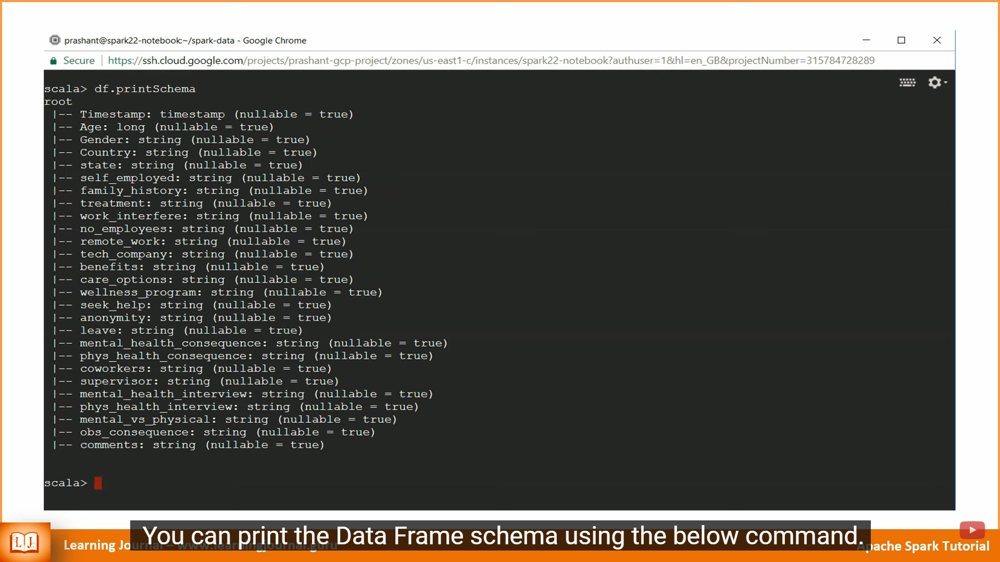 prashant@spark22-notebook:~/spark-data - Google Chrome
Secure | https://ssh.cloud.google.com/projects/prashant-gcp-project/zones/us-east1-c/instances/spark22-notebook?authuser=1&hl=en_GB&projectNumber=315784728289
scala> df.printSchema
root
|-- Timestamp: timestamp (nullable = true)
|-- Age: long (nullable = true)
|-- Gender: string (nullable = true)
|-- Country: string (nullable = true)
|-- state: string (nullable = true)
|-- self_employed: string (nullable = true)
|-- family_history: string (nullable = true)
|-- treatment: string (nullable = true)
|-- work_interfere: string (nullable = true)
|-- no_employees: string (nullable = true)
|-- remote_work: string (nullable = true)
|-- tech_company: string (nullable = true)
|-- benefits: string (nullable = true)
|-- care_options: string (nullable = true)
|-- wellness_program: string (nullable = true)
|-- seek_help: string (nullable = true)
|-- anonymity: string (nullable = true)
|-- leave: string (nullable = true)
|-- mental_health_consequence: string (nullable = true)
|-- phys_health_consequence: string (nullable = true)
|-- coworkers: string (nullable = true)
|-- supervisor: string (nullable = true)
|-- mental_health_interview: string (nullable = true)
|-- phys_health_interview: string (nullable = true)
|-- mental_vs_physical: string (nullable = true)
|-- obs_consequence: string (nullable = true)
|-- comments: string (nullable = true)
scala>
You can print the Data Frame schema using the below command.
LJ
Learning Journal – www.learningjournal.guru
Apache Spark Tutorial